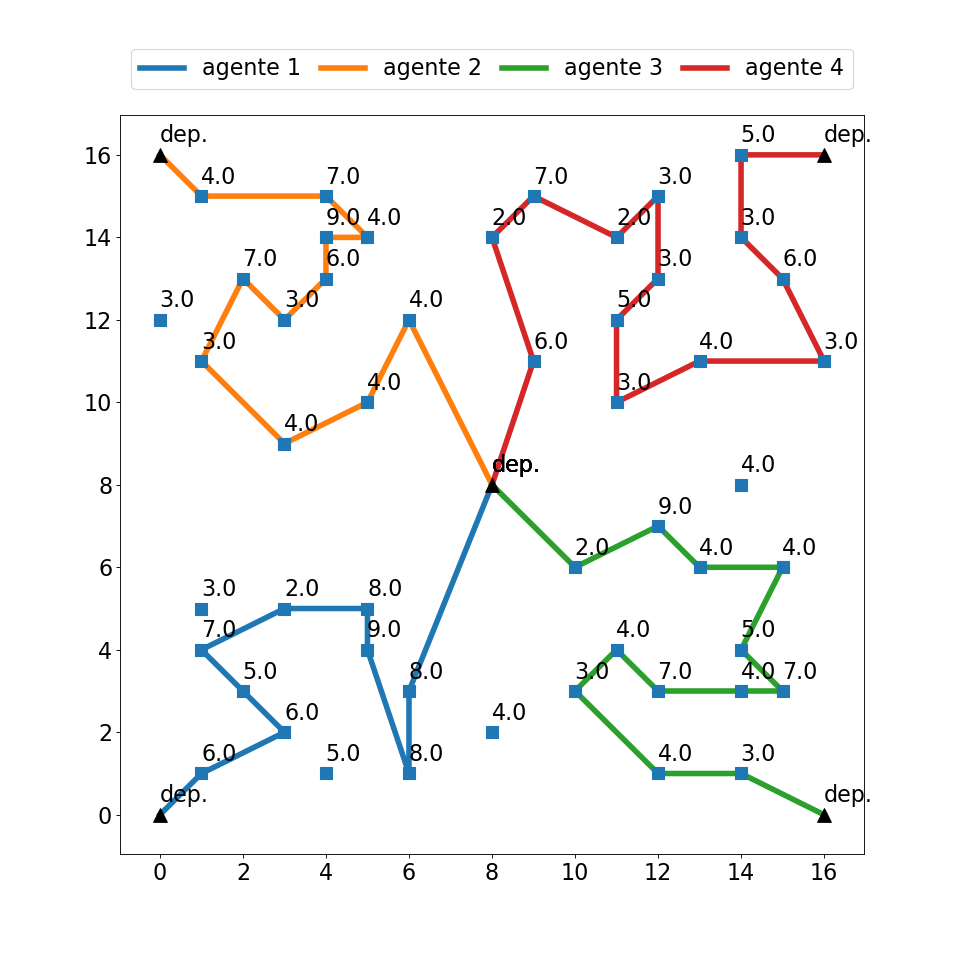 agente 1 agente 2 agente 3 agente 4
5.0
dep. dep.
16
4.0 7.0 7.0 3.0
9.0 4.0 2.0 2.0 3.0
14
7.0 6.0 3.0 6.0
3.0 3.0 4.0 5.0
12
3.0 6.0 4.0 3.0
4.0 3.0
10
4.0
dep. 4.0
8
9.0
2.0 4.0 4.0
6
3.0 2.0 8.0
7.0 9.0 4.0 5.0
4
5.0 8.0 3.0 7.0 4.0 7.0
6.0 4.0
2
6.0 5.0 8.0 4.0 3.0
dep. dep.
0
0 2 4 6 8 10 12 14 16